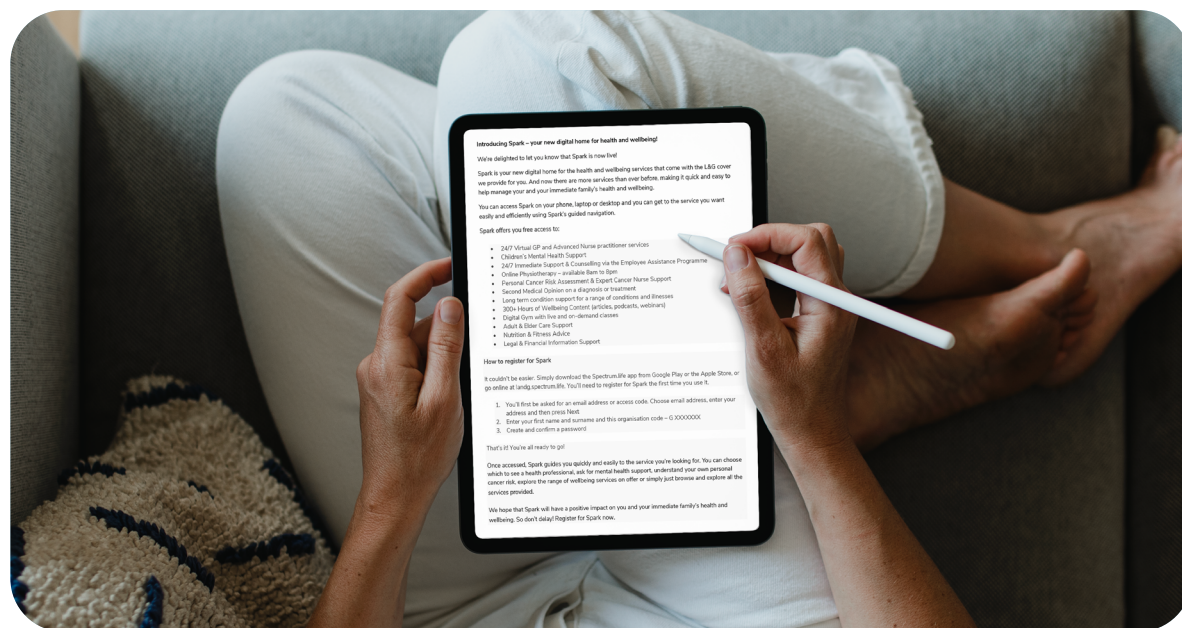 Introducing Spark – your new digital home for health and wellbeing!
We're delighted to let you know that Spark is now live!
Spark is your new digital home for the health and wellbeing services that come with the L&G cover
we provide for you. And now there are more services than ever before, making it quick and easy to
help manage your and your immediate family's health and wellbeing.
You can access Spark on your phone, laptop or desktop and you can get to the service you want
easily and efficiently using Spark's guided navigation.
Spark offers you free access to:
• 24/7 Virtual GP and Advanced Nurse practitioner services
• Children's Mental Health Support
• 24/7 Immediate Support & Counselling via the Employee Assistance Programme
• Online Physiotherapy – available 8am to 8pm
• Personal Cancer Risk Assessment & Expert Cancer Nurse Support
• Second Medical Opinion on a diagnosis or treatment
• Long term condition support for a range of conditions and illnesses
• 300+ Hours of Wellbeing Content (articles, podcasts, webinars)
• Digital Gym with live and on-demand classes
• Adult & Elder Care Support
• Nutrition & Fitness Advice
• Legal & Financial Information Support
How to register for Spark
It couldn't be easier. Simply download the Spectrum.life app from Google Play or the Apple Store, or
go online at landg.spectrum.life. You'll need to register for Spark the first time you use it.
1. You'll first be asked for an email address or access code. Choose email address, enter your
address and then press Next
2. Enter your first name and surname and this organisation code – G XXXXXXX
3. Create and confirm a password
That's it! You're all ready to go!
Once accessed, Spark guides you quickly and easily to the service you're looking for. You can choose
which to see a health professional, ask for mental health support, understand your own personal
cancer risk, explore the range of wellbeing services on offer or simply just browse and explore all the
services provided.
We hope that Spark will have a positive impact on you and your immediate family's health and
wellbeing. So don't delay! Register for Spark now.